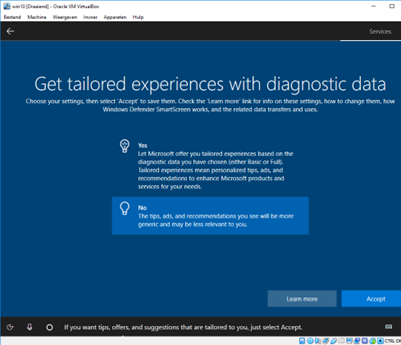 win10 [Draaiend] - Oracle VM VirtualBox
Bestand Machine Weergeven Invoer Apparaten Hulp
Services
Get tailored experiences with diagnostic data
Choose your settings, then select 'Accept' to save them. Check the 'Learn more' link for info on these settings, how to change them, how
Windows Defender SmartScreen works, and the related data transfers and uses.
Yes
Let Microsoft offer you tailored experiences based on the
diagnostic data you have chosen (either Basic or Full).
Tailored experiences mean personalized tips, ads, and
recommendations to enhance Microsoft products and
services for your needs.
No
The tips, ads, and recommendations you see will be more
generic and may be less relevant to you.
Learn more
Accept
If you want tips, offers, and suggestions that are tailored to you, just select Accept.